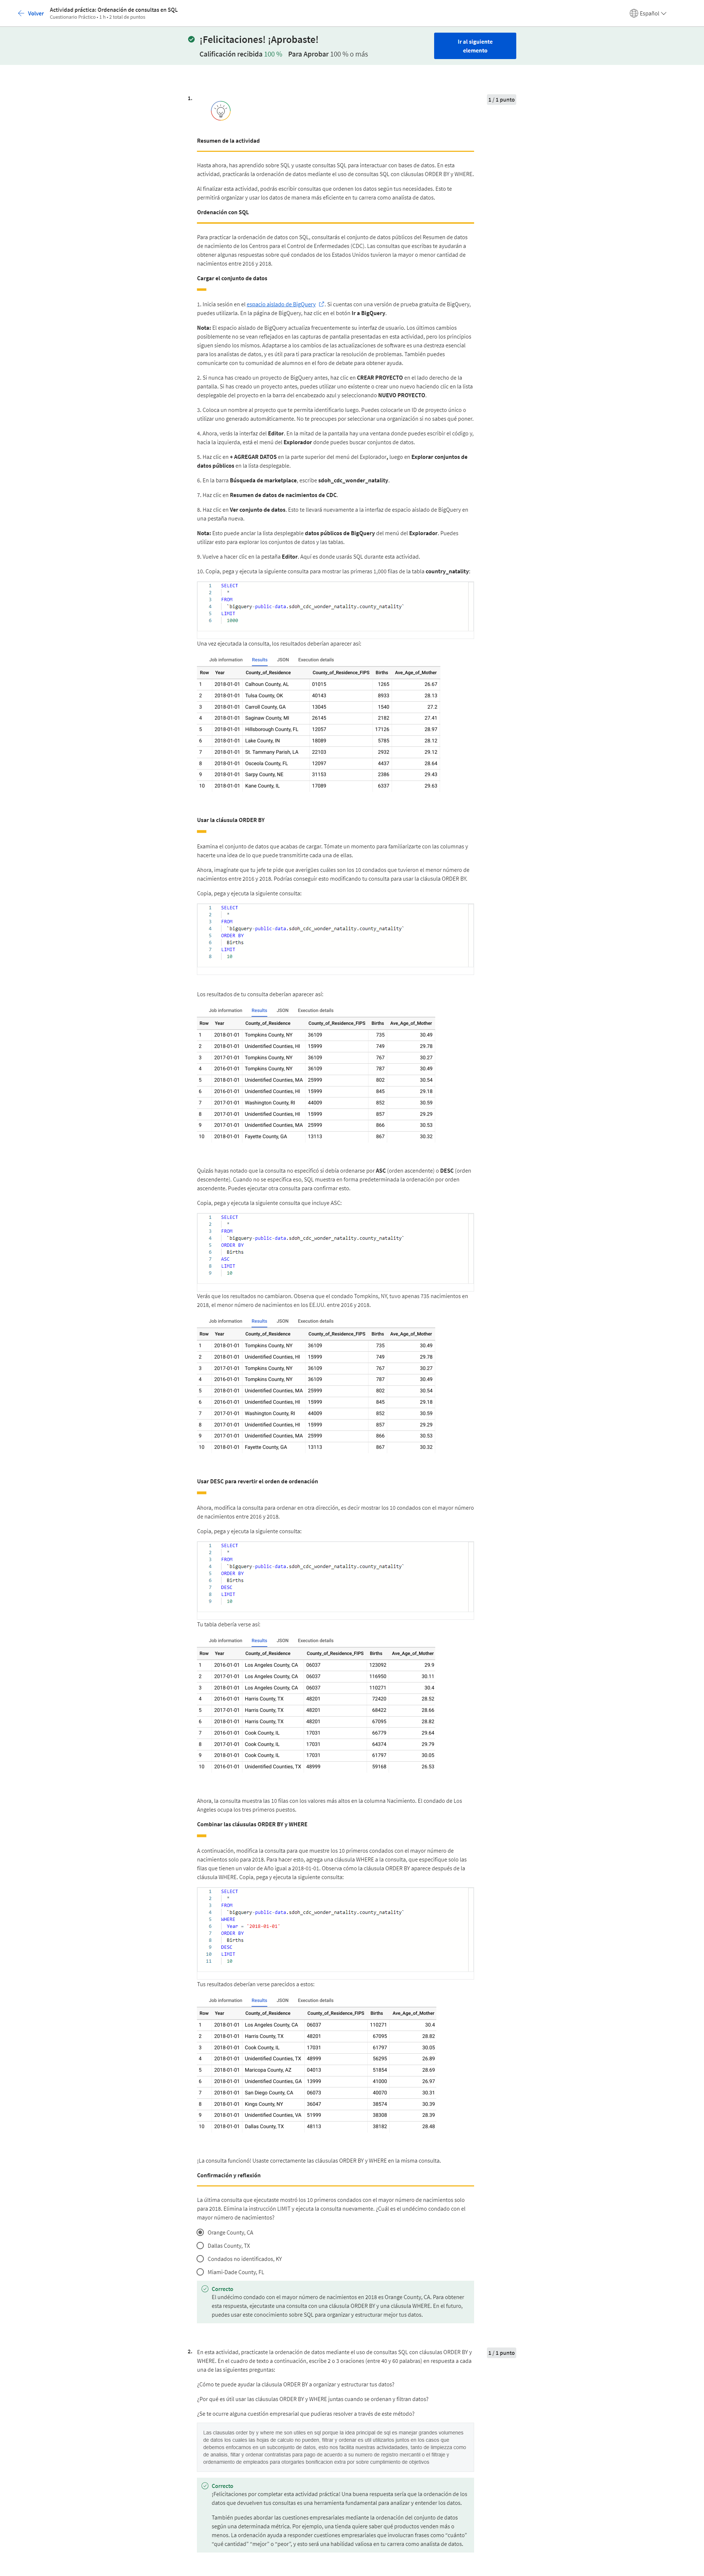 Volver
Actividad práctica: Ordenación de consultas en SQL
Cuestionario Práctico • 1 h • 2 total de puntos
Español
¡Felicitaciones! ¡Aprobaste!
Calificación recibida 100 % Para Aprobar 100 % o más
Ir al siguiente
elemento
1.
1 / 1 punto
Resumen de la actividad
Hasta ahora, has aprendido sobre SQL y usaste consultas SQL para interactuar con bases de datos. En esta
actividad, practicarás la ordenación de datos mediante el uso de consultas SQL con cláusulas ORDER BY y WHERE.
Al finalizar esta actividad, podrás escribir consultas que ordenen los datos según tus necesidades. Esto te
permitirá organizar y usar los datos de manera más eficiente en tu carrera como analista de datos.
Ordenación con SQL
Para practicar la ordenación de datos con SQL, consultarás el conjunto de datos públicos del Resumen de datos
de nacimiento de los Centros para el Control de Enfermedades (CDC). Las consultas que escribas te ayudarán a
obtener algunas respuestas sobre qué condados de los Estados Unidos tuvieron la mayor o menor cantidad de
nacimientos entre 2016 y 2018.
Cargar el conjunto de datos
1. Inicia sesión en el espacio aislado de BigQuery . Si cuentas con una versión de prueba gratuita de BigQuery,
puedes utilizarla. En la página de BigQuery, haz clic en el botón Ir a BigQuery.
Nota: El espacio aislado de BigQuery actualiza frecuentemente su interfaz de usuario. Los últimos cambios
posiblemente no se vean reflejados en las capturas de pantalla presentadas en esta actividad, pero los principios
siguen siendo los mismos. Adaptarse a los cambios de las actualizaciones de software es una destreza esencial
para los analistas de datos, y es útil para ti para practicar la resolución de problemas. También puedes
comunicarte con tu comunidad de alumnos en el foro de debate para obtener ayuda.
2. Si nunca has creado un proyecto de BigQuery antes, haz clic en CREAR PROYECTO en el lado derecho de la
pantalla. Si has creado un proyecto antes, puedes utilizar uno existente o crear uno nuevo haciendo clic en la lista
desplegable del proyecto en la barra del encabezado azul y seleccionando NUEVO PROYECTO.
3. Coloca un nombre al proyecto que te permita identificarlo luego. Puedes colocarle un ID de proyecto único o
utilizar uno generado automáticamente. No te preocupes por seleccionar una organización si no sabes qué poner.
4. Ahora, verás la interfaz del Editor. En la mitad de la pantalla hay una ventana donde puedes escribir el código y,
hacia la izquierda, está el menú del Explorador donde puedes buscar conjuntos de datos.
5. Haz clic en + AGREGAR DATOS en la parte superior del menú del Explorador, luego en Explorar conjuntos de
datos públicos en la lista desplegable.
6. En la barra Búsqueda de marketplace, escribe sdoh_cdc_wonder_natality.
7. Haz clic en Resumen de datos de nacimientos de CDC.
8. Haz clic en Ver conjunto de datos. Esto te llevará nuevamente a la interfaz de espacio aislado de BigQuery en
una pestaña nueva.
Nota: Esto puede anclar la lista desplegable datos públicos de BigQuery del menú del Explorador. Puedes
utilizar esto para explorar los conjuntos de datos y las tablas.
9. Vuelve a hacer clic en la pestaña Editor. Aquí es donde usarás SQL durante esta actividad.
10. Copia, pega y ejecuta la siguiente consulta para mostrar las primeras 1,000 filas de la tabla country_natality:
1 SELECT
2 *
3 FROM
4 `bigquery-public-data.sdoh_cdc_wonder_natality.county_natality`
5 LIMIT
6 1000
Una vez ejecutada la consulta, los resultados deberían aparecer así:
Job information Results JSON Execution details
Row Year County_of_Residence County_of_Residence_FIPS Births Ave_Age_of_Mother
1 2018-01-01 Calhoun County, AL 01015 1265 26.67
2 2018-01-01 Tulsa County, OK 40143 8933 28.13
3 2018-01-01 Carroll County, GA 13045 1540 27.2
4 2018-01-01 Saginaw County, MI 26145 2182 27.41
5 2018-01-01 Hillsborough County, FL 12057 17126 28.97
6 2018-01-01 Lake County, IN 18089 5785 28.12
7 2018-01-01 St. Tammany Parish, LA 22103 2932 29.12
8 2018-01-01 Osceola County, FL 12097 4437 28.64
9 2018-01-01 Sarpy County, NE 31153 2386 29.43
10 2018-01-01 Kane County, IL 17089 6337 29.63
Usar la cláusula ORDER BY
Examina el conjunto de datos que acabas de cargar. Tómate un momento para familiarizarte con las columnas y
hacerte una idea de lo que puede transmitirte cada una de ellas.
Ahora, imagínate que tu jefe te pide que averigües cuáles son los 10 condados que tuvieron el menor número de
nacimientos entre 2016 y 2018. Podrías conseguir esto modificando tu consulta para usar la cláusula ORDER BY.
Copia, pega y ejecuta la siguiente consulta:
1 SELECT
2 *
3 FROM
4 `bigquery-public-data.sdoh_cdc_wonder_natality.county_natality`
5 ORDER BY
6 Births
7 LIMIT
8 10
Los resultados de tu consulta deberían aparecer así:
Job information Results JSON Execution details
Row Year County_of_Residence County_of_Residence_FIPS Births Ave_Age_of_Mother
1 2018-01-01 Tompkins County, NY 36109 735 30.49
2 2018-01-01 Unidentified Counties, HI 15999 749 29.78
3 2017-01-01 Tompkins County, NY 36109 767 30.27
4 2016-01-01 Tompkins County, NY 36109 787 30.49
5 2018-01-01 Unidentified Counties, MA 25999 802 30.54
6 2016-01-01 Unidentified Counties, HI 15999 845 29.18
7 2017-01-01 Washington County, RI 44009 852 30.59
8 2017-01-01 Unidentified Counties, HI 15999 857 29.29
9 2017-01-01 Unidentified Counties, MA 25999 866 30.53
10 2018-01-01 Fayette County, GA 13113 867 30.32
Quizás hayas notado que la consulta no especificó si debía ordenarse por ASC (orden ascendente) o DESC (orden
descendente). Cuando no se especifica eso, SQL muestra en forma predeterminada la ordenación por orden
ascendente. Puedes ejecutar otra consulta para confirmar esto.
Copia, pega y ejecuta la siguiente consulta que incluye ASC:
1 SELECT
2 *
3 FROM
4 `bigquery-public-data.sdoh_cdc_wonder_natality.county_natality`
5 ORDER BY
6 Births
7 ASC
8 LIMIT
9 10
Verás que los resultados no cambiaron. Observa que el condado Tompkins, NY, tuvo apenas 735 nacimientos en
2018, el menor número de nacimientos en los EE.UU. entre 2016 y 2018.
Job information Results JSON Execution details
Row Year County_of_Residence County_of_Residence_FIPS Births Ave_Age_of_Mother
1 2018-01-01 Tompkins County, NY 36109 735 30.49
2 2018-01-01 Unidentified Counties, HI 15999 749 29.78
3 2017-01-01 Tompkins County, NY 36109 767 30.27
4 2016-01-01 Tompkins County, NY 36109 787 30.49
5 2018-01-01 Unidentified Counties, MA 25999 802 30.54
6 2016-01-01 Unidentified Counties, HI 15999 845 29.18
7 2017-01-01 Washington County, RI 44009 852 30.59
8 2017-01-01 Unidentified Counties, HI 15999 857 29.29
9 2017-01-01 Unidentified Counties, MA 25999 866 30.53
10 2018-01-01 Fayette County, GA 13113 867 30.32
Usar DESC para revertir el orden de ordenación
Ahora, modifica la consulta para ordenar en otra dirección, es decir mostrar los 10 condados con el mayor número
de nacimientos entre 2016 y 2018.
Copia, pega y ejecuta la siguiente consulta:
1 SELECT
2 *
3 FROM
4 `bigquery-public-data.sdoh_cdc_wonder_natality.county_natality`
5 ORDER BY
6 Births
7 DESC
8 LIMIT
9 10
Tu tabla debería verse así:
Job information Results JSON Execution details
Row Year County_of_Residence County_of_Residence_FIPS Births Ave_Age_of_Mother
1 2016-01-01 Los Angeles County, CA 06037 123092 29.9
2 2017-01-01 Los Angeles County, CA 06037 116950 30.11
3 2018-01-01 Los Angeles County, CA 06037 110271 30.4
4 2016-01-01 Harris County, TX 48201 72420 28.52
5 2017-01-01 Harris County, TX 48201 68422 28.66
6 2018-01-01 Harris County, TX 48201 67095 28.82
7 2016-01-01 Cook County, IL 17031 66779 29.64
8 2017-01-01 Cook County, IL 17031 64374 29.79
9 2018-01-01 Cook County, IL 17031 61797 30.05
10 2016-01-01 Unidentified Counties, TX 48999 59168 26.53
Ahora, la consulta muestra las 10 filas con los valores más altos en la columna Nacimiento. El condado de Los
Angeles ocupa los tres primeros puestos.
Combinar las cláusulas ORDER BY y WHERE
A continuación, modifica la consulta para que muestre los 10 primeros condados con el mayor número de
nacimientos solo para 2018. Para hacer esto, agrega una cláusula WHERE a la consulta, que especifique solo las
filas que tienen un valor de Año igual a 2018-01-01. Observa cómo la cláusula ORDER BY aparece después de la
cláusula WHERE. Copia, pega y ejecuta la siguiente consulta:
1 SELECT
2 *
3 FROM
4 `bigquery-public-data.sdoh_cdc_wonder_natality.county_natality`
5 WHERE
6 Year = '2018-01-01'
7 ORDER BY
8 Births
9 DESC
10 LIMIT
11 10
Tus resultados deberían verse parecidos a estos:
Job information Results JSON Execution details
Row Year County_of_Residence County_of_Residence_FIPS Births Ave_Age_of_Mother
1 2018-01-01 Los Angeles County, CA 06037 110271 30.4
2 2018-01-01 Harris County, TX 48201 67095 28.82
3 2018-01-01 Cook County, IL 17031 61797 30.05
4 2018-01-01 Unidentified Counties, TX 48999 56295 26.89
5 2018-01-01 Maricopa County, AZ 04013 51854 28.69
6 2018-01-01 Unidentified Counties, GA 13999 41000 26.97
7 2018-01-01 San Diego County, CA 06073 40070 30.31
8 2018-01-01 Kings County, NY 36047 38574 30.39
9 2018-01-01 Unidentified Counties, VA 51999 38308 28.39
10 2018-01-01 Dallas County, TX 48113 38182 28.48
¡La consulta funcionó! Usaste correctamente las cláusulas ORDER BY y WHERE en la misma consulta.
Confirmación y reflexión
La última consulta que ejecutaste mostró los 10 primeros condados con el mayor número de nacimientos solo
para 2018. Elimina la instrucción LIMIT y ejecuta la consulta nuevamente. ¿Cuál es el undécimo condado con el
mayor número de nacimientos?
Orange County, CA
Dallas County, TX
Condados no identificados, KY
Miami-Dade County, FL
Correcto
El undécimo condado con el mayor número de nacimientos en 2018 es Orange County, CA. Para obtener
esta respuesta, ejecutaste una consulta con una cláusula ORDER BY y una cláusula WHERE. En el futuro,
puedes usar este conocimiento sobre SQL para organizar y estructurar mejor tus datos.
2.
1 / 1 punto
En esta actividad, practicaste la ordenación de datos mediante el uso de consultas SQL con cláusulas ORDER BY y
WHERE. En el cuadro de texto a continuación, escribe 2 o 3 oraciones (entre 40 y 60 palabras) en respuesta a cada
una de las siguientes preguntas:
¿Cómo te puede ayudar la cláusula ORDER BY a organizar y estructurar tus datos?
¿Por qué es útil usar las cláusulas ORDER BY y WHERE juntas cuando se ordenan y filtran datos?
¿Se te ocurre alguna cuestión empresarial que pudieras resolver a través de este método?
Las clausulas order by y where me son utiles en sql porque la idea principal de sql es manejar grandes volumenes
de datos los cuáles las hojas de calculo no pueden, filtrar y ordenar es util utilizarlos juntos en los casos que
debemos enfocarnos en un subconjunto de datos, esto nos facilita nuestras actividadades, tanto de limpieza como
de analisis, filtar y ordenar contratistas para pago de acuerdo a su numero de registro mercantil o el filtraje y
ordenamiento de empleados para otorgarles bonificacion extra por sobre cumplimiento de objetivos
Correcto
¡Felicitaciones por completar esta actividad práctica! Una buena respuesta sería que la ordenación de los
datos que devuelven tus consultas es una herramienta fundamental para analizar y entender los datos.
También puedes abordar las cuestiones empresariales mediante la ordenación del conjunto de datos
según una determinada métrica. Por ejemplo, una tienda quiere saber qué productos venden más o
menos. La ordenación ayuda a responder cuestiones empresariales que involucran frases como "cuánto"
"qué cantidad" "mejor" o "peor", y esto será una habilidad valiosa en tu carrera como analista de datos.